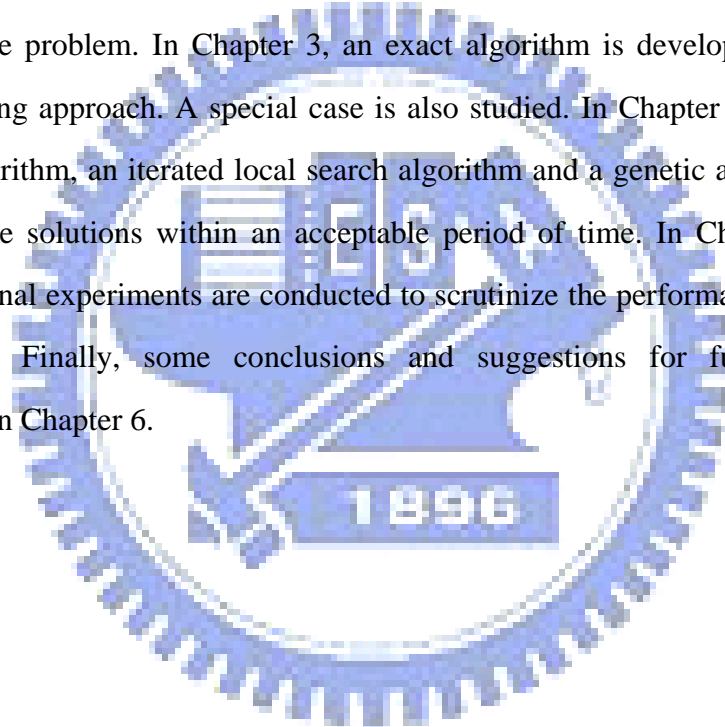 e problem. In Chapter 3, an exact algorithm is develop
ng approach. A special case is also studied. In Chapter
rithm, an iterated local search algorithm and a genetic a
e solutions within an acceptable period of time. In Ch
nal experiments are conducted to scrutinize the performa
Finally, some conclusions and suggestions for fu
n Chapter 6.
1896